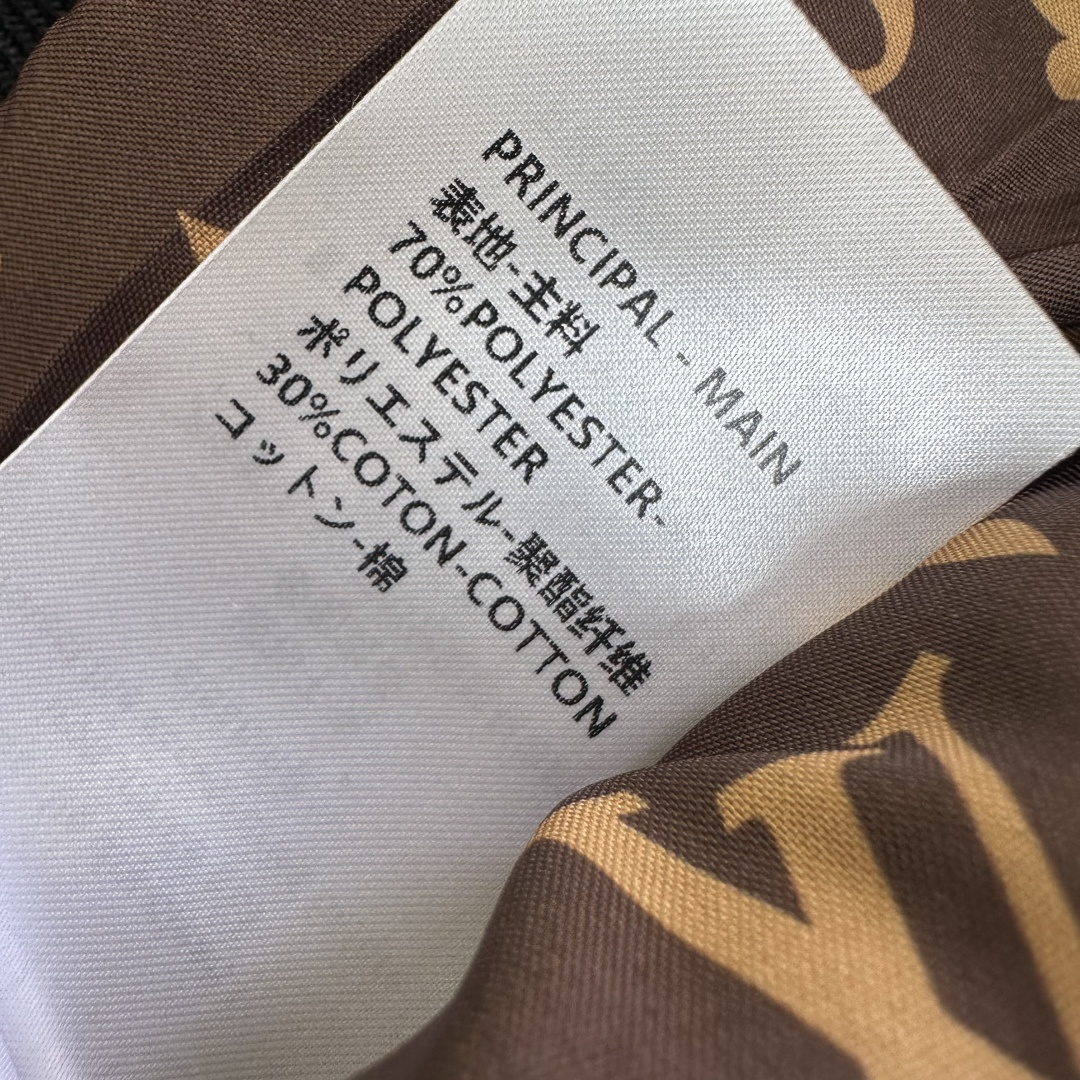 PRINCIPAL - MAIN
表地-主料
70%POLYESTER-
POLYESTER
ポリエステル-聚酯纤维
30%COTON-COTTON
コットン-棉